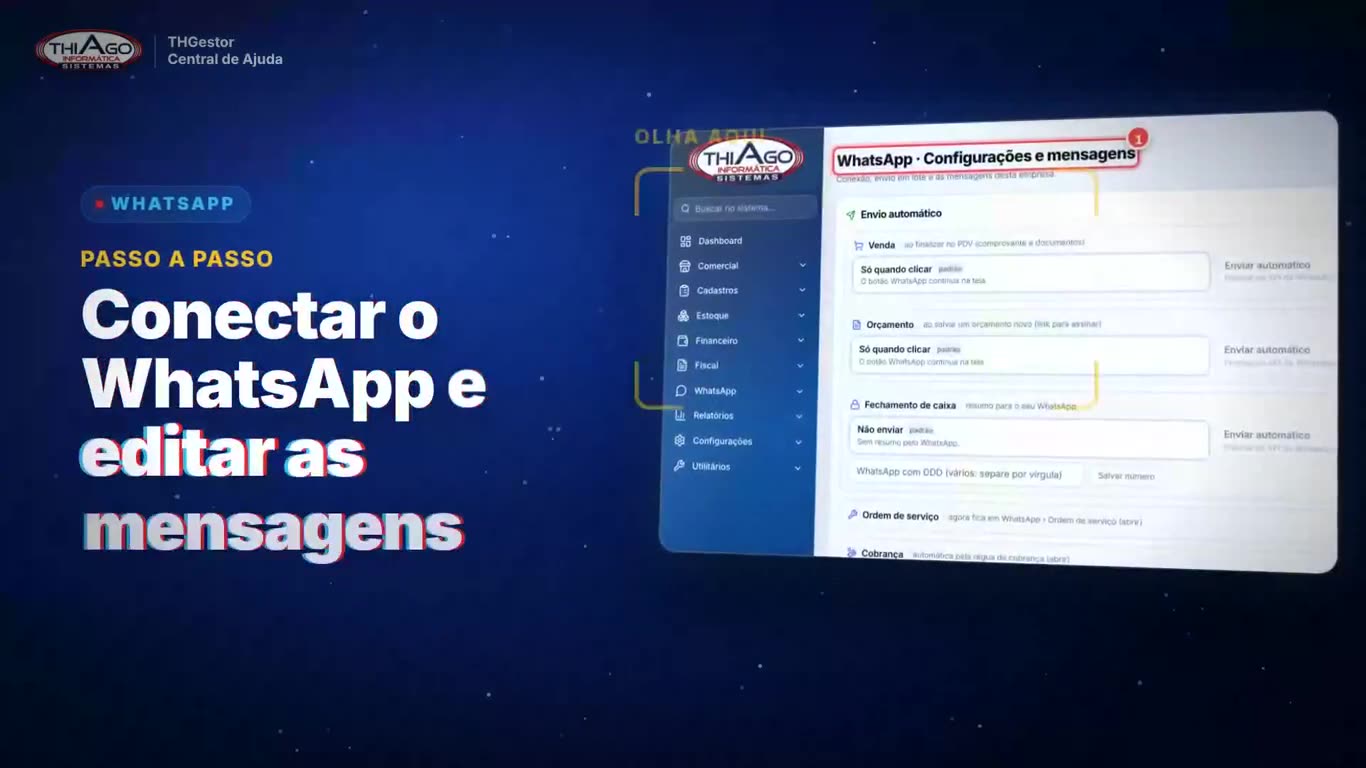 THIAGO
INFORMÁTICA
SISTEMAS
THGestor
Central de Ajuda
WHATSAPP
PASSO A PASSO
Conectar o
WhatsApp e
editar as
mensagens
OLHA AQUI
THIAGO
INFORMÁTICA
SISTEMAS
Buscar no sistema...
Dashboard
Comercial
Cadastros
Estoque
Financeiro
Fiscal
WhatsApp
Relatórios
Configurações
Utilitários
1
WhatsApp · Configurações e mensagens
Conexão, envio em lote e as mensagens desta empresa.
Envio automático
Venda ao finalizar no PDV (comprovante e documentos)
Só quando clicar padrão
O botão WhatsApp continua na tela.
Enviar automático
Orçamento ao salvar um orçamento novo (link para assinar)
Só quando clicar padrão
O botão WhatsApp continua na tela.
Enviar automático
Fechamento de caixa resumo para o seu WhatsApp
Não enviar padrão
Sem resumo pelo WhatsApp.
Enviar automático
WhatsApp com DDD (vários: separe por vírgula)
Salvar número
Ordem de serviço agora fica em WhatsApp › Ordem de serviço (abrir)
Cobrança automática pela régua de cobrança (abrir)